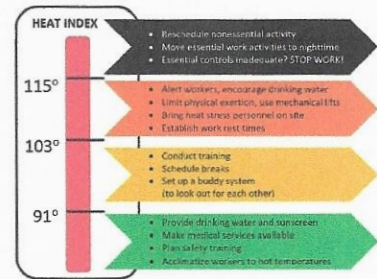 HEAT INDEX
• Reschedule nonessential activity
• Move essential work activities to nighttime
• Essential controls inadequate? STOP WORK!
115°
• Alert workers, encourage drinking water
• Limit physical exertion, use mechanical lifts
• Bring heat stress personnel on site
• Establish work rest times
103°
• Conduct training
• Schedule breaks
• Set up a buddy system
(to look out for each other)
91°
• Provide drinking water and sunscreen
• Make medical services available
• Plan safety training
• Acclimatize workers to hot temperatures